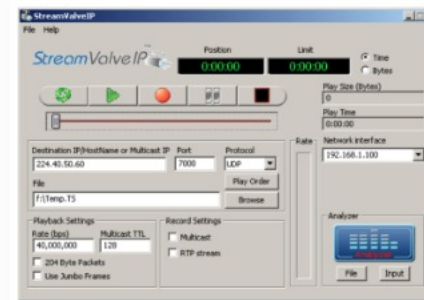 StreamValveIP
File Help
StreamValveIP
Position
0:00:00
Limit
0:00:00
Time
Bytes
Play Size (Bytes)
0
Play Time
0:00:00
Destination IP/HostName or Multicast IP
Port
Protocol
224.40.50.60
7000
UDP
File
Play Order
f:\Temp.TS
Browse
Rate
Network interface
192.168.1.100
Playback Settings
Rate (bps)
Multicast TTL
40,000,000
128
204 Byte Packets
Use Jumbo Frames
Record Settings
Multicast
RTP stream
Analyzer
Analyzer
File
Input